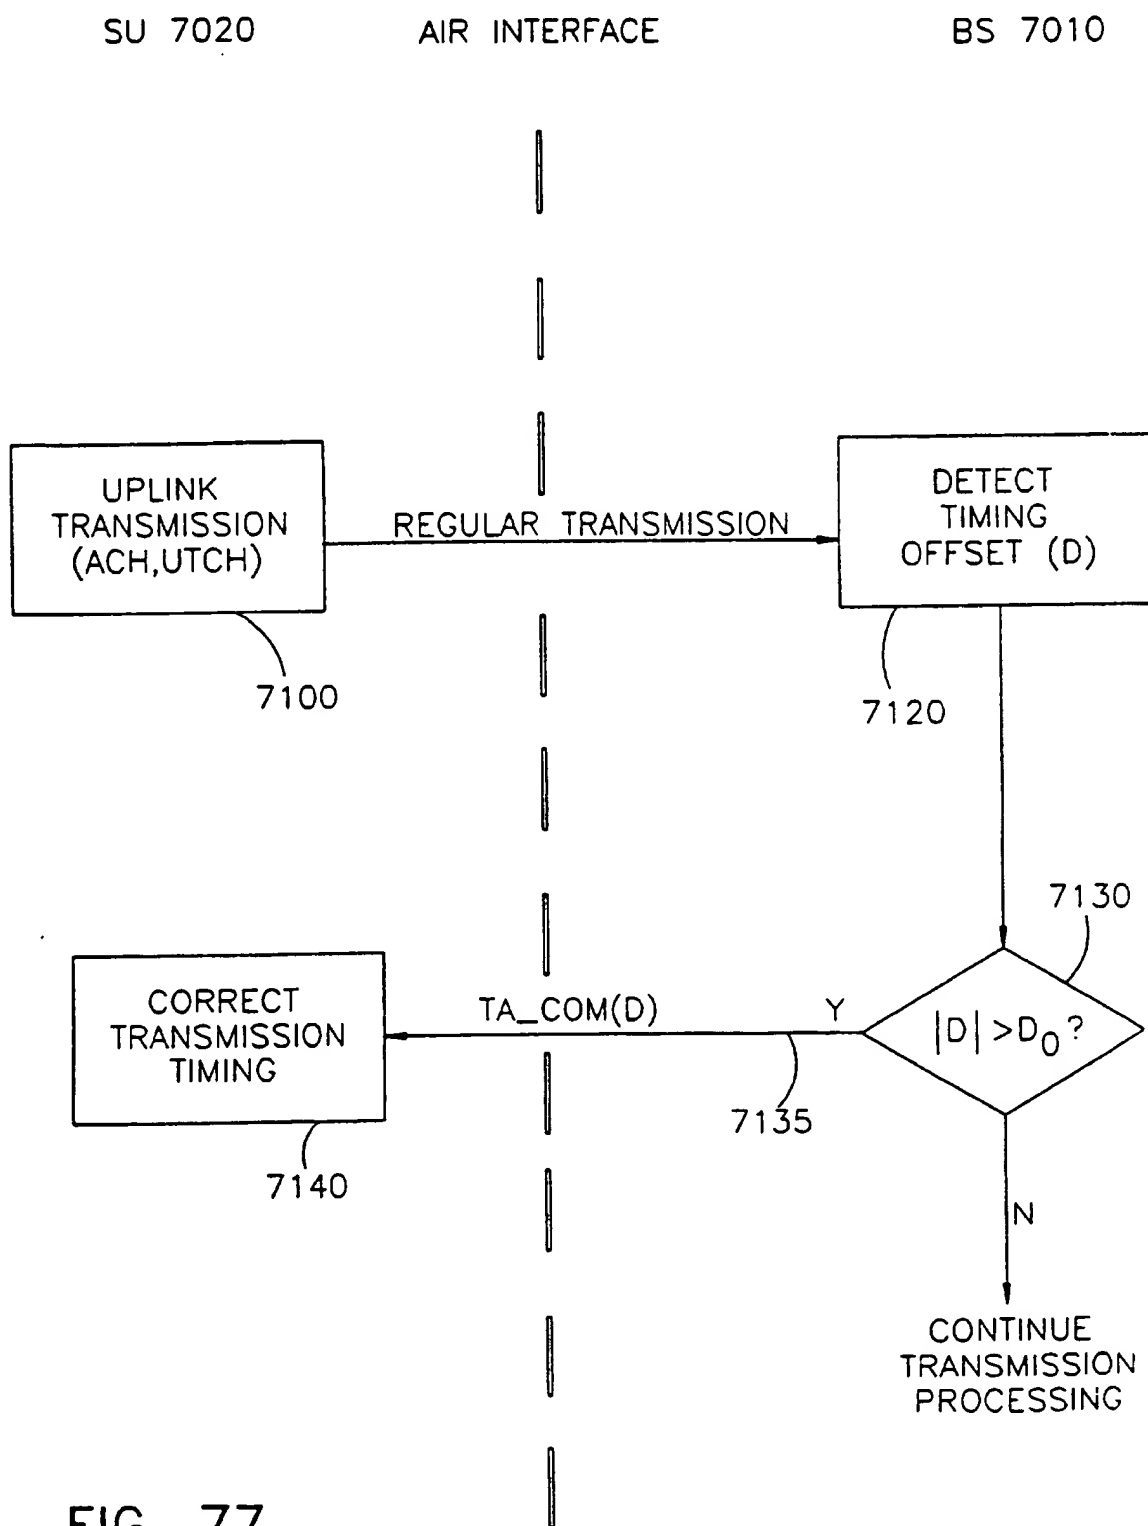 SU 7020 AIR INTERFACE BS 7010
UPLINK
TRANSMISSION
(ACH,UTCH)
7100
REGULAR TRANSMISSION
DETECT
TIMING
OFFSET (D)
7120
7130
|D| >D0 ?
Y
TA_COM(D)
7135
CORRECT
TRANSMISSION
TIMING
7140
N
CONTINUE
TRANSMISSION
PROCESSING
FIG. 77